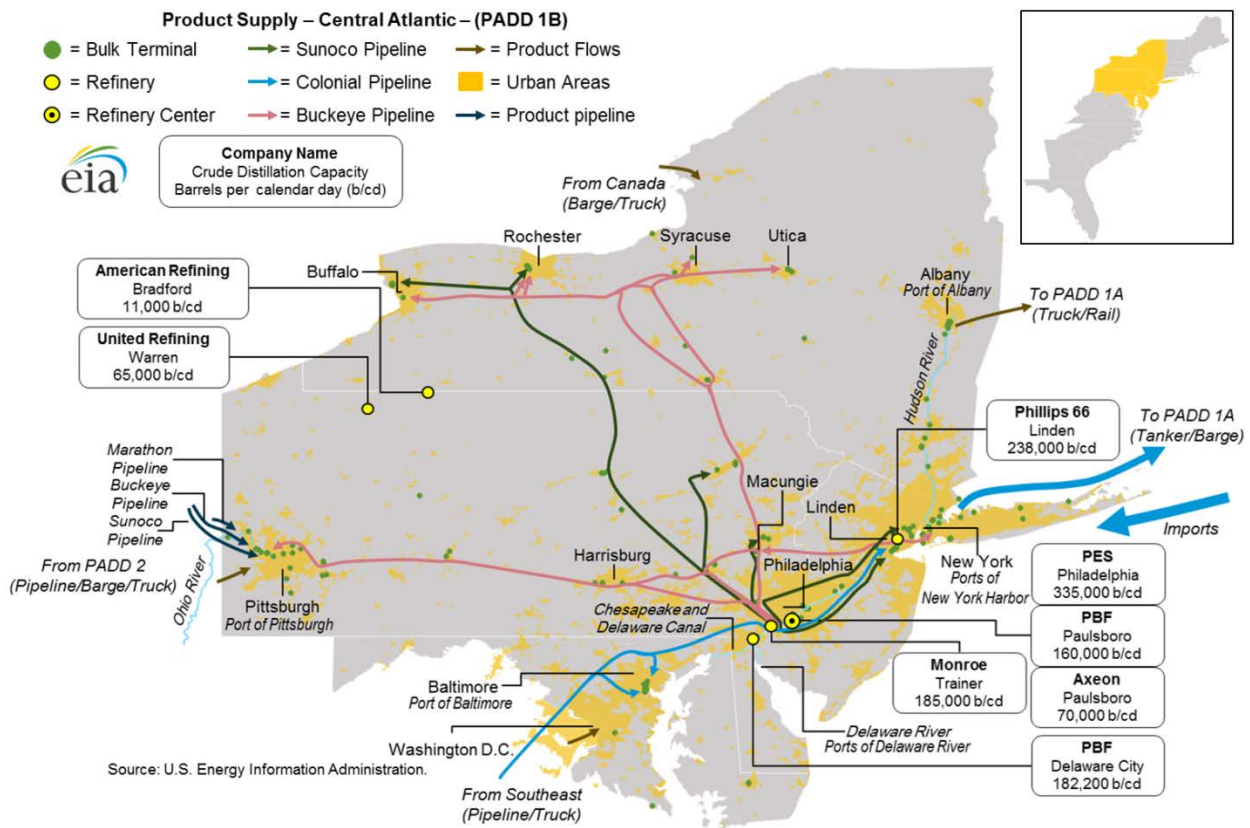 Product Supply – Central Atlantic – (PADD 1B)
= Bulk Terminal
= Sunoco Pipeline
= Product Flows
= Refinery
= Colonial Pipeline
= Urban Areas
= Refinery Center
= Buckeye Pipeline
= Product pipeline
eia
Company Name
Crude Distillation Capacity
Barrels per calendar day (b/cd)
From Canada
(Barge/Truck)
Rochester
Syracuse
Utica
Buffalo
American Refining
Bradford
11,000 b/cd
United Refining
Warren
65,000 b/cd
Albany
Port of Albany
To PADD 1A
(Truck/Rail)
Hudson River
Phillips 66
Linden
238,000 b/cd
To PADD 1A
(Tanker/Barge)
Imports
Marathon
Pipeline
Buckeye
Pipeline
Sunoco
Pipeline
From PADD 2
(Pipeline/Barge/Truck)
Ohio River
Pittsburgh
Port of Pittsburgh
Harrisburg
Macungie
Linden
Philadelphia
New York
Ports of
New York Harbor
Chesapeake and
Delaware Canal
PES
Philadelphia
335,000 b/cd
PBF
Paulsboro
160,000 b/cd
Axeon
Paulsboro
70,000 b/cd
Monroe
Trainer
185,000 b/cd
PBF
Delaware City
182,200 b/cd
Baltimore
Port of Baltimore
Washington D.C.
Delaware River
Ports of Delaware River
Source: U.S. Energy Information Administration.
From Southeast
(Pipeline/Truck)